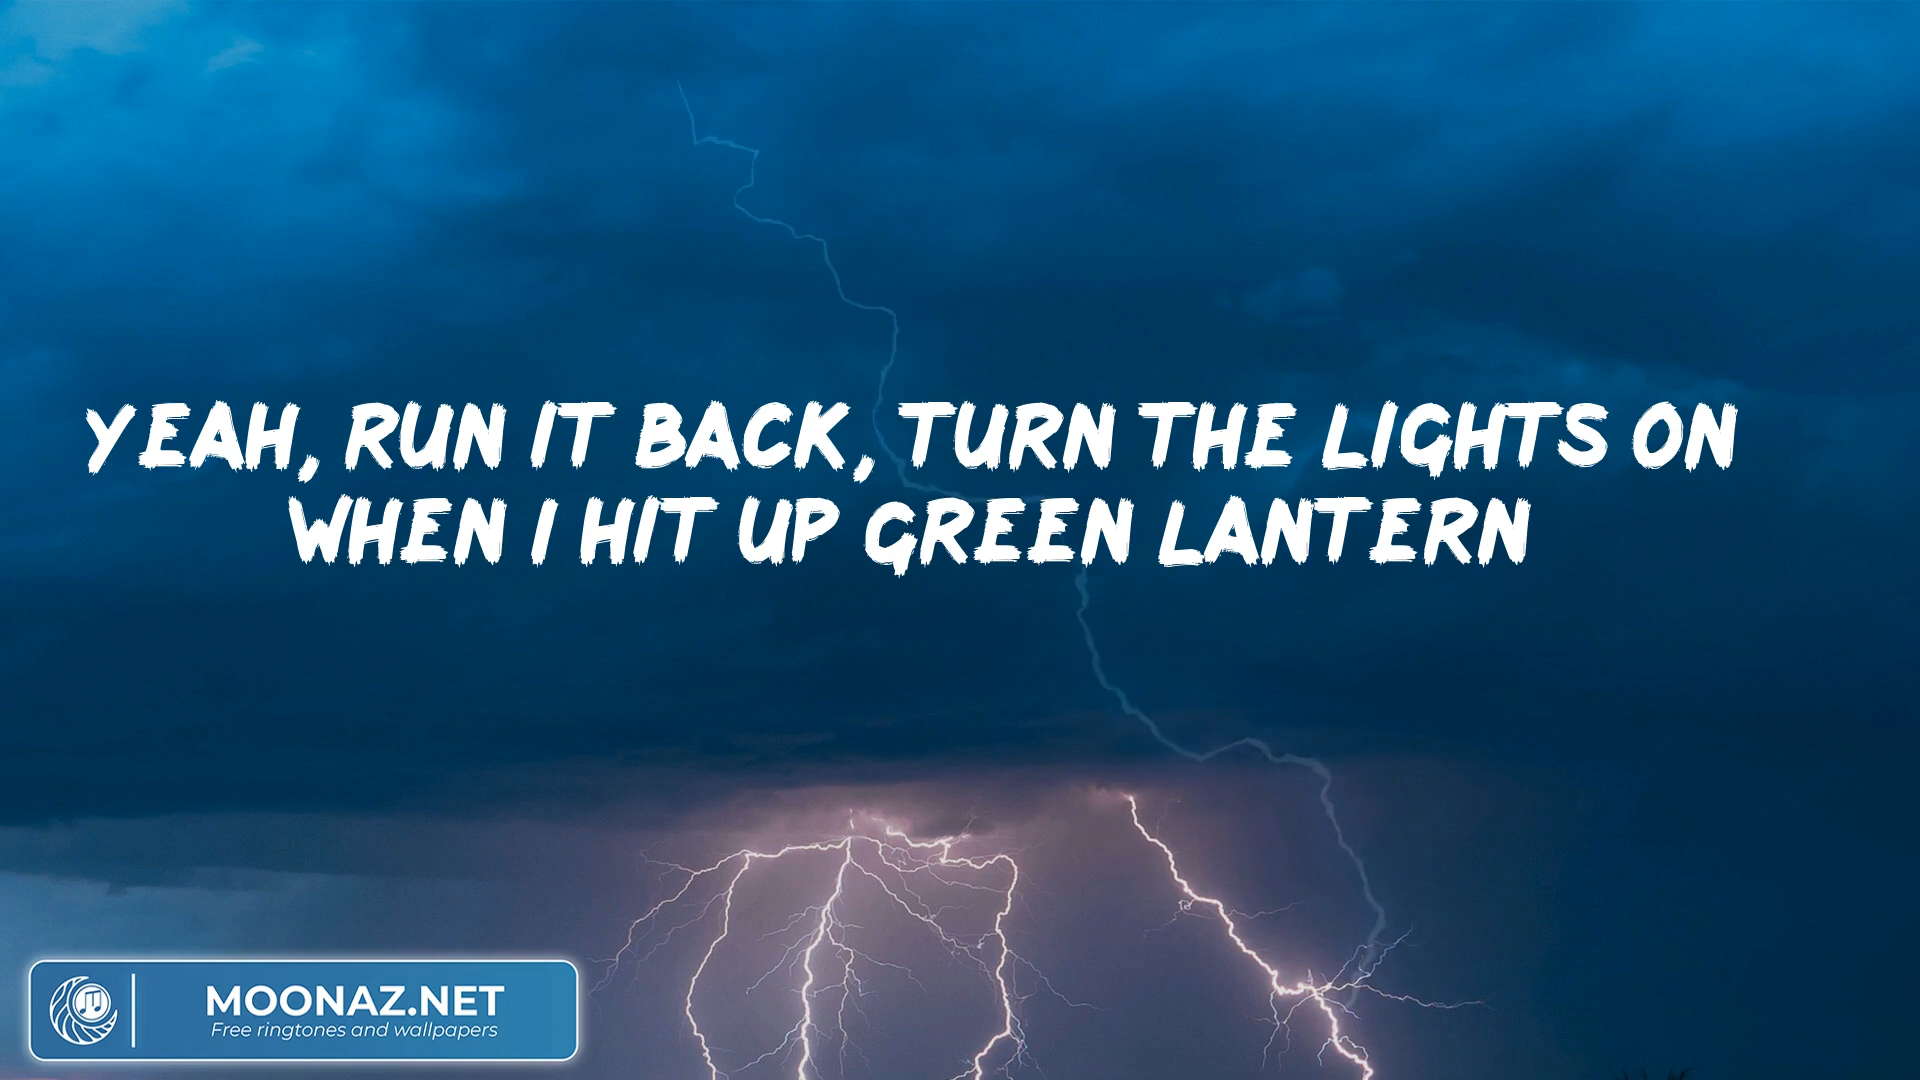 YEAH, RUN IT BACK, TURN THE LIGHTS ON
WHEN I HIT UP GREEN LANTERN
MOONAZ.NET
Free ringtones and wallpapers